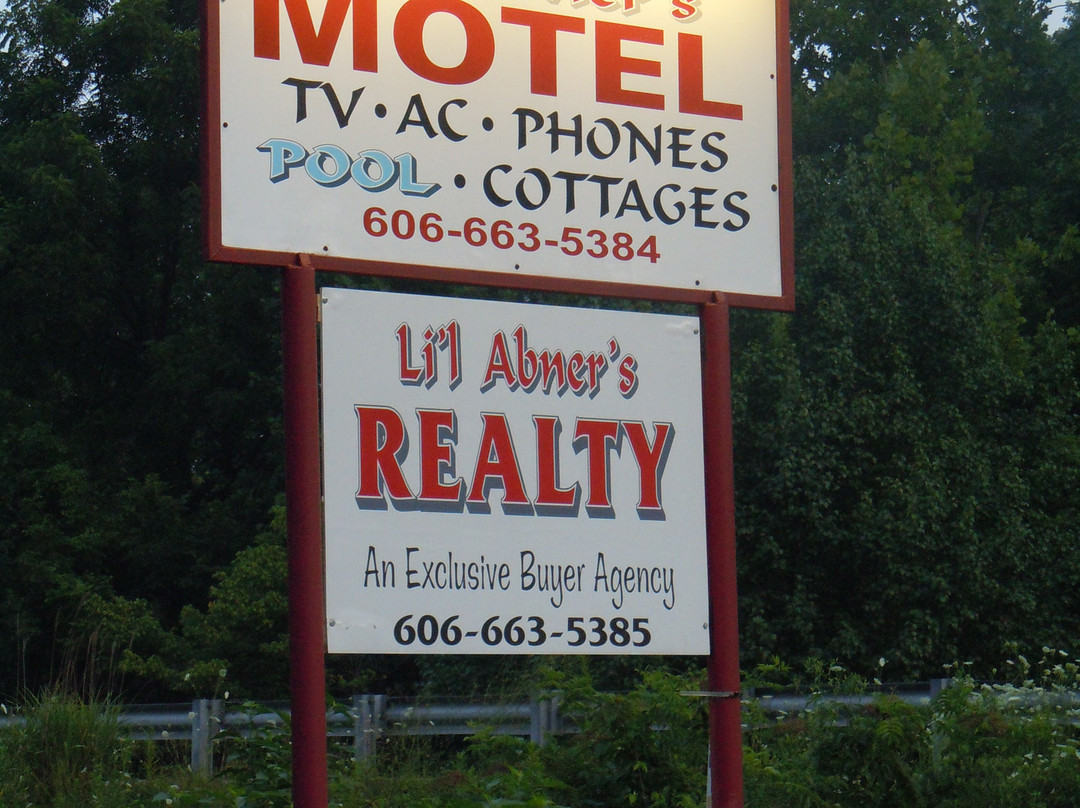 MOTEL
TV • AC • PHONES
POOL • COTTAGES
606-663-5384
Li'l Abner's
REALTY
An Exclusive Buyer Agency
606-663-5385